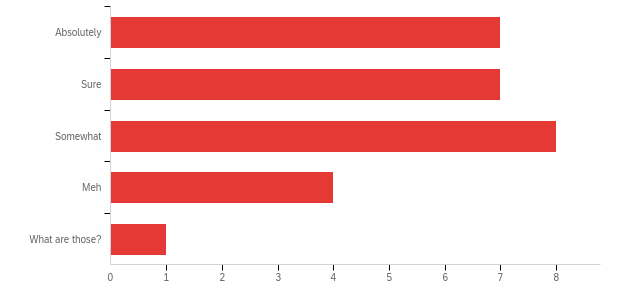 Absolutely
Sure
Somewhat
Meh
What are those?
0 1 2 3 4 5 6 7 8